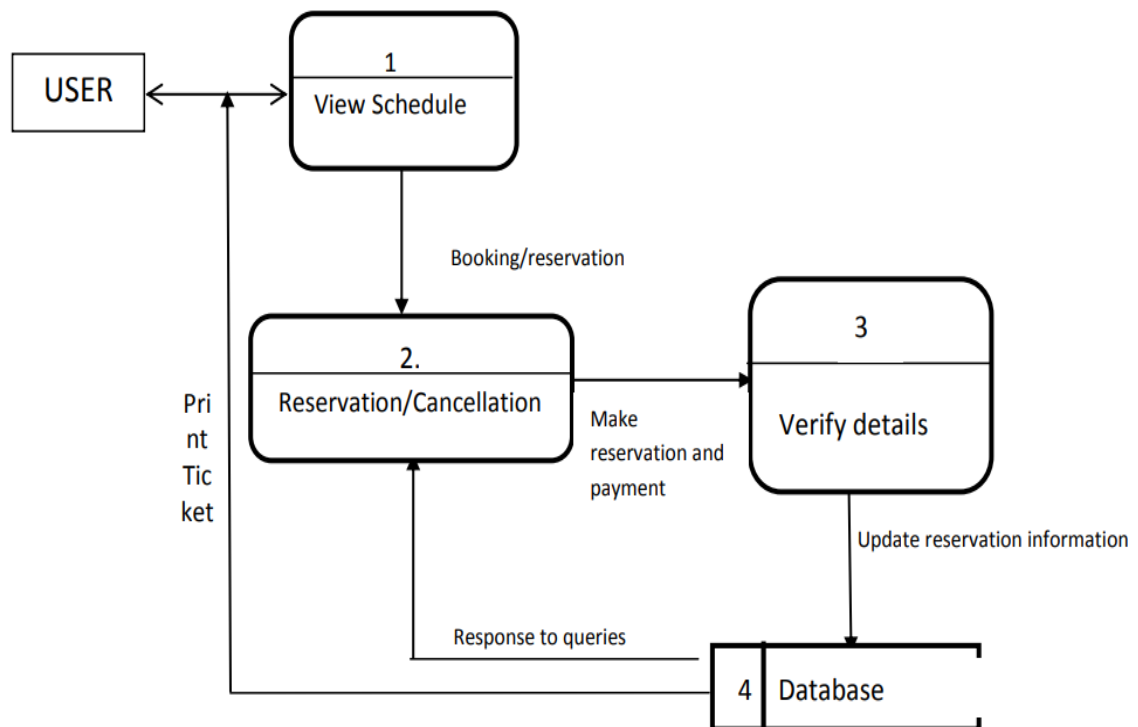 USER
1
View Schedule
Booking/reservation
2.
Reservation/Cancellation
3
Verify details
Make
reservation and
payment
Pri
nt
Tic
ket
Update reservation information
Response to queries
4 Database